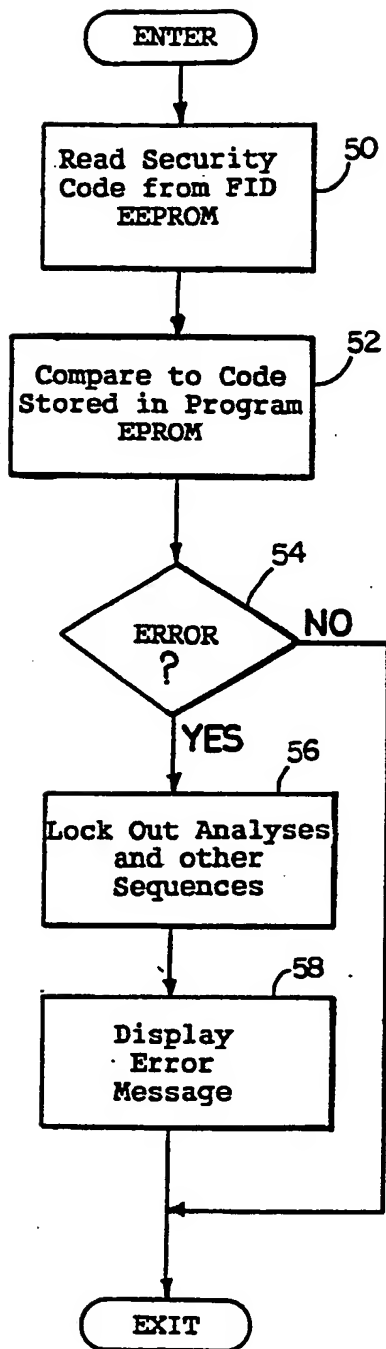 ENTER
50
Read Security
Code from FID
EEPROM
52
Compare to Code
Stored in Program
EPROM
54
ERROR
?
NO
YES
56
Lock Out Analyses
and other
Sequences
58
Display
Error
Message
EXIT